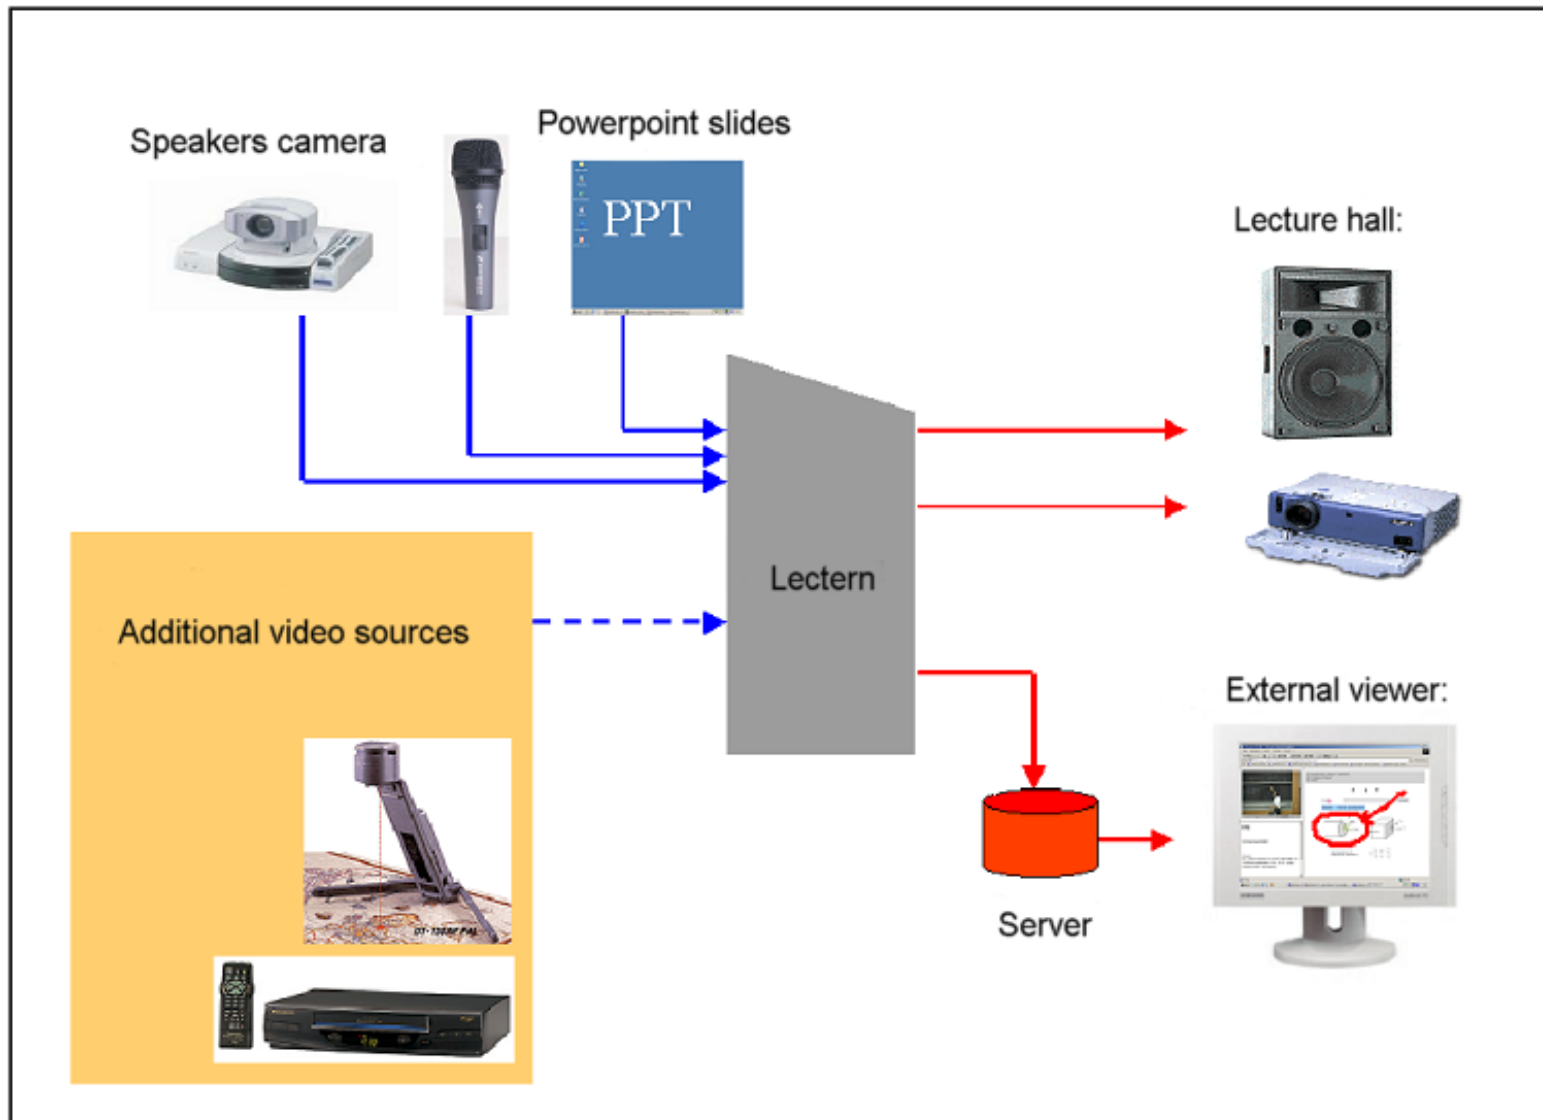 Speakers camera
Powerpoint slides
PPT
Lecture hall:
Lectern
Additional video sources
External viewer:
Server